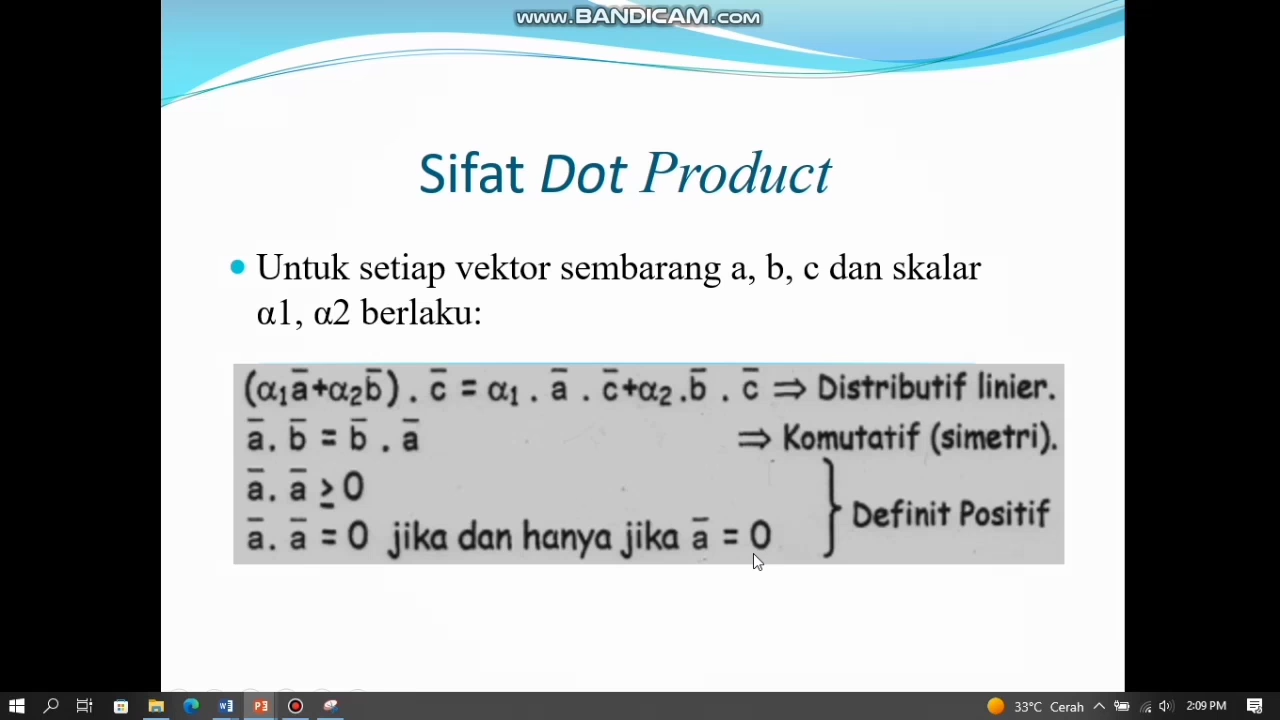 www.BANDICAM.com
Sifat Dot Product
Untuk setiap vektor sembarang a, b, c dan skalar
α1, α2 berlaku:
(α₁a̅+α₂b̅) . c̅ = α₁ . a̅ . c̅+α₂ .b̅ . c̅ ⇒ Distributif linier.
a̅. b̅ = b̅ . a̅ ⇒ Komutatif (simetri).
a̅. a̅ ≥ 0
a̅. a̅ = 0 jika dan hanya jika a̅ = 0
} Definit Positif
33°C Cerah 2:09 PM